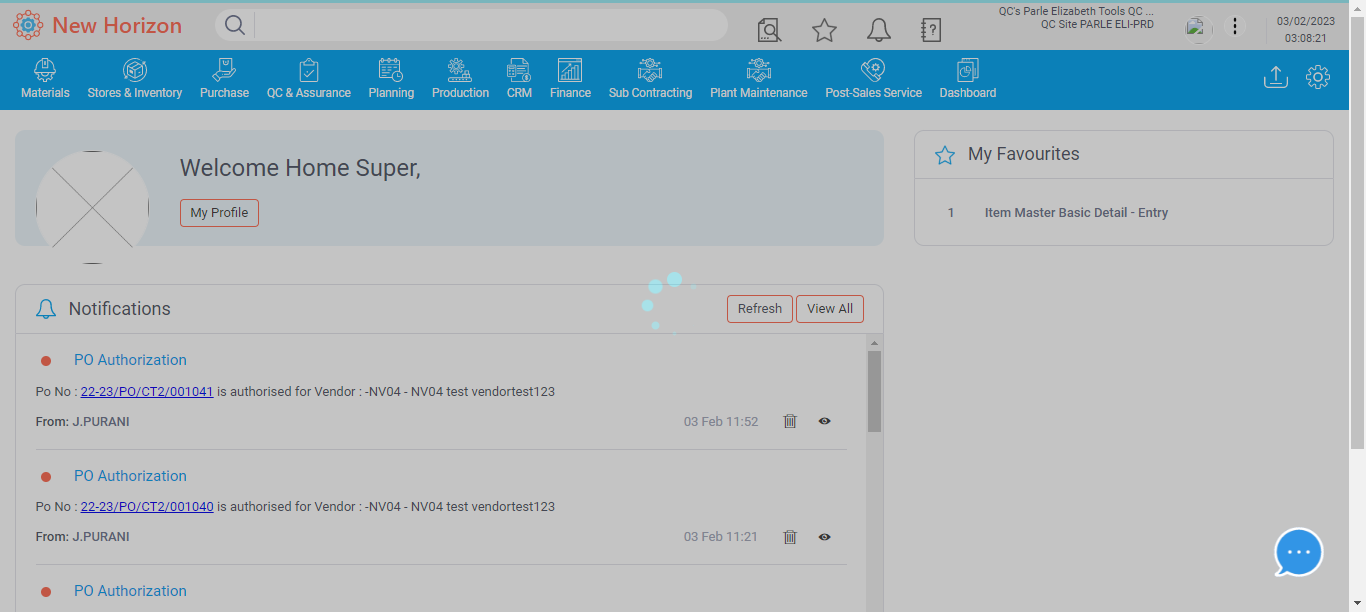 New Horizon
QC's Parle Elizabeth Tools QC ...
QC Site PARLE ELI-PRD
03/02/2023
03:08:21
Materials
Stores & Inventory
Purchase
QC & Assurance
Planning
Production
CRM
Finance
Sub Contracting
Plant Maintenance
Post-Sales Service
Dashboard
Welcome Home Super,
My Profile
My Favourites
1 Item Master Basic Detail - Entry
Notifications
Refresh
View All
PO Authorization
Po No : 22-23/PO/CT2/001041 is authorised for Vendor : -NV04 - NV04 test vendortest123
From: J.PURANI 03 Feb 11:52
PO Authorization
Po No : 22-23/PO/CT2/001040 is authorised for Vendor : -NV04 - NV04 test vendortest123
From: J.PURANI 03 Feb 11:21
PO Authorization